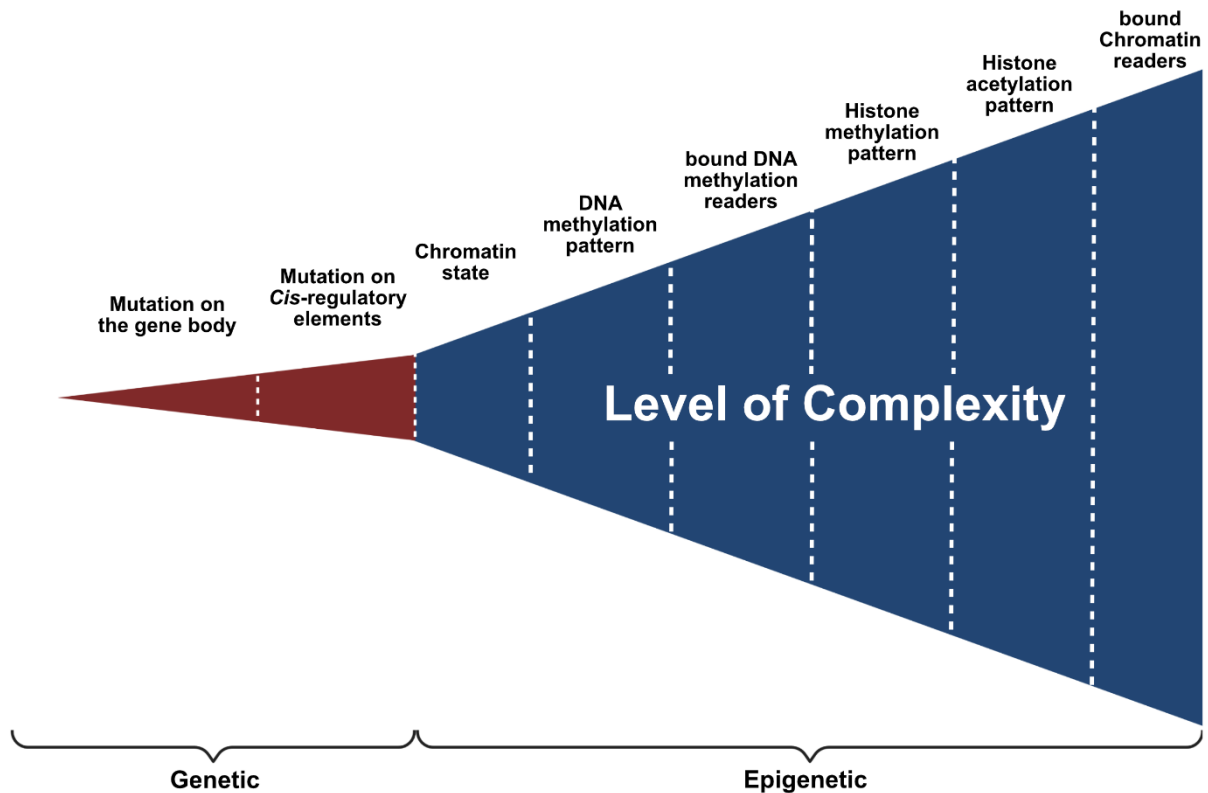 Mutation on
the gene body
Mutation on
Cis-regulatory
elements
Chromatin
state
DNA
methylation
pattern
bound DNA
methylation
readers
Histone
methylation
pattern
Histone
acetylation
pattern
bound
Chromatin
readers
Level of Complexity
Genetic
Epigenetic